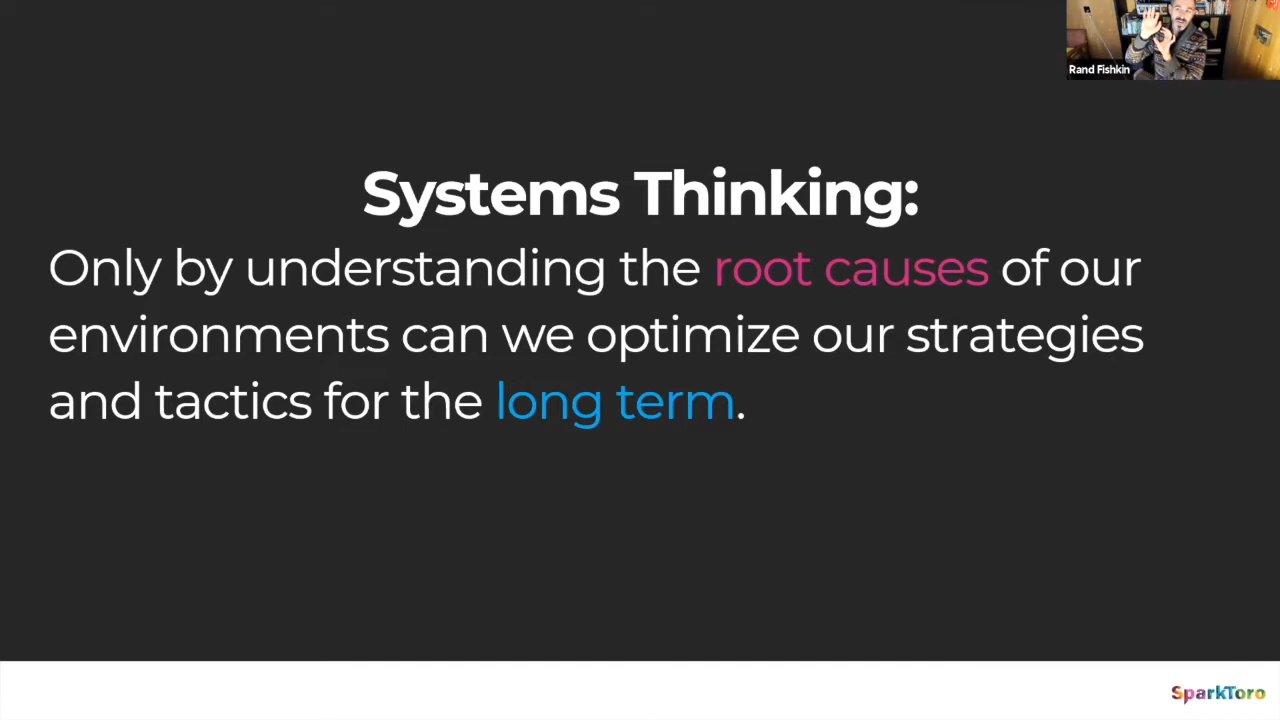 Rand Fishkin
Systems Thinking:
Only by understanding the root causes of our
environments can we optimize our strategies
and tactics for the long term.
SparkToro